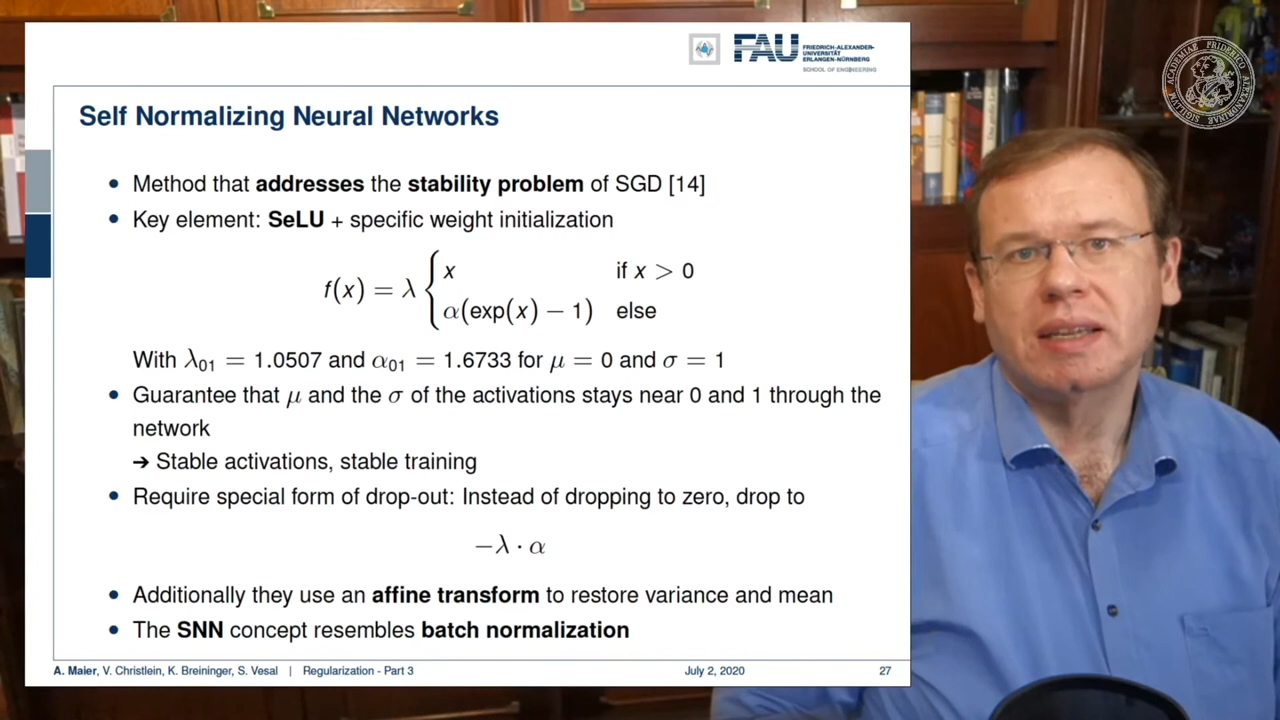 FAU FRIEDRICH-ALEXANDER-
UNIVERSITÄT
ERLANGEN-NÜRNBERG
SCHOOL OF ENGINEERING
Self Normalizing Neural Networks
• Method that addresses the stability problem of SGD [14]
• Key element: SeLU + specific weight initialization
f(x) = λ { x if x > 0
α(exp(x) − 1) else
With λ01 = 1.0507 and α01 = 1.6733 for μ = 0 and σ = 1
• Guarantee that μ and the σ of the activations stays near 0 and 1 through the
network
➔ Stable activations, stable training
• Require special form of drop-out: Instead of dropping to zero, drop to
−λ · α
• Additionally they use an affine transform to restore variance and mean
• The SNN concept resembles batch normalization
A. Maier, V. Christlein, K. Breininger, S. Vesal | Regularization - Part 3 July 2, 2020 27
ACADEMIAE FRIDERICO ALEXANDRINAE SIGILLVM